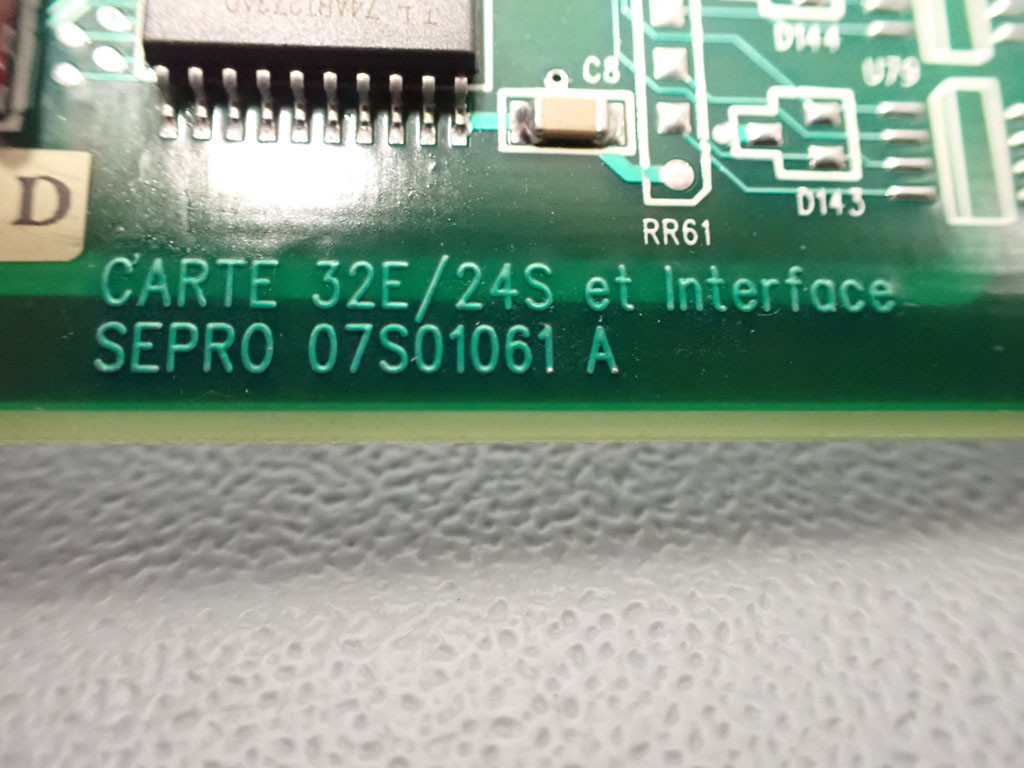 D144
C8
U79
D
D143
RR61
CARTE 32E/24S et Interface
SEPRO 07S01061 A